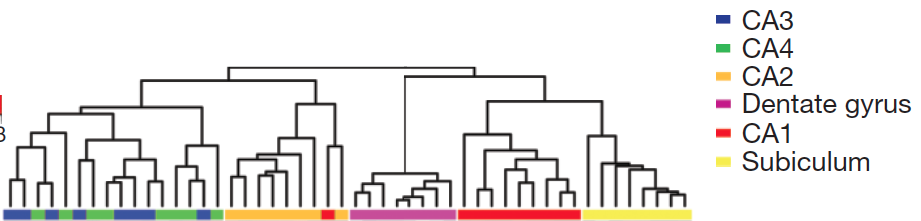 CA3
CA4
CA2
Dentate gyrus
CA1
Subiculum